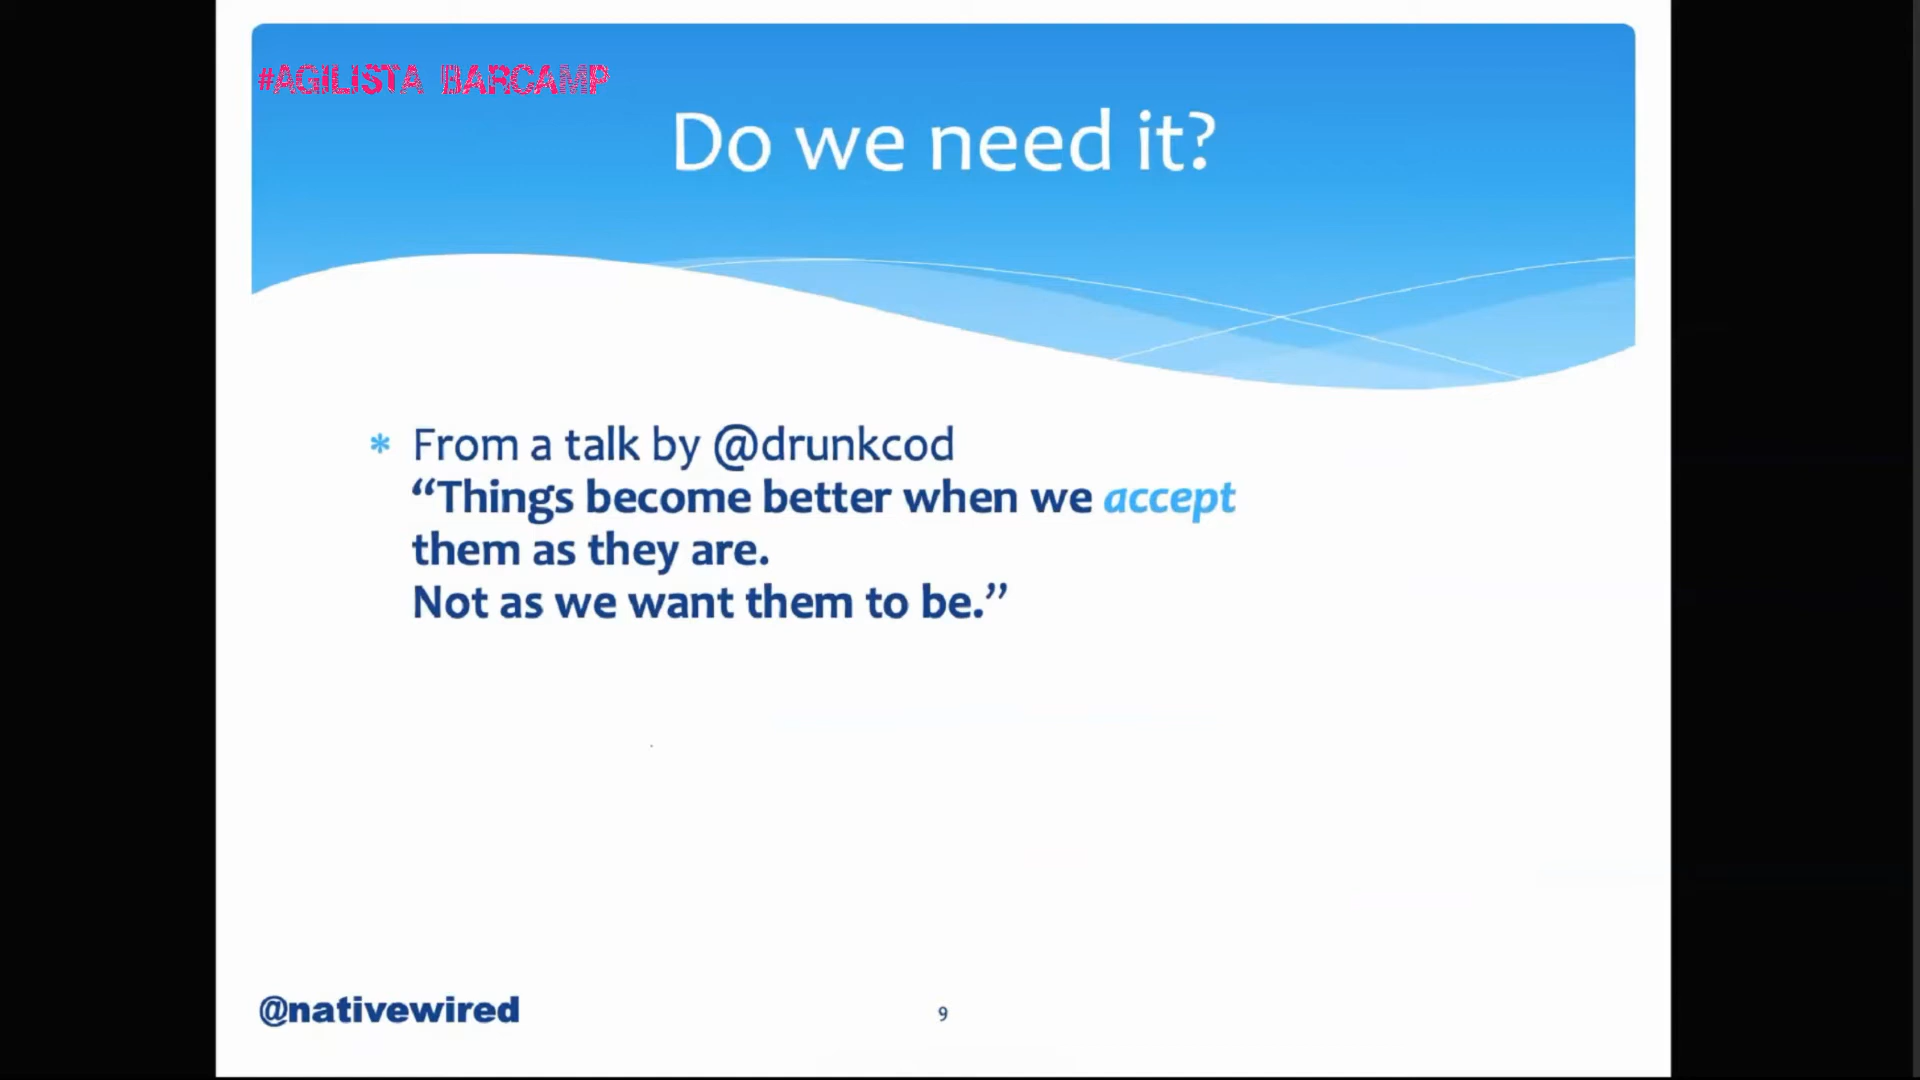 #AGILISTA BARCAMP
Do we need it?
* From a talk by @drunkcod
“Things become better when we accept
them as they are.
Not as we want them to be.”
@nativewired
9